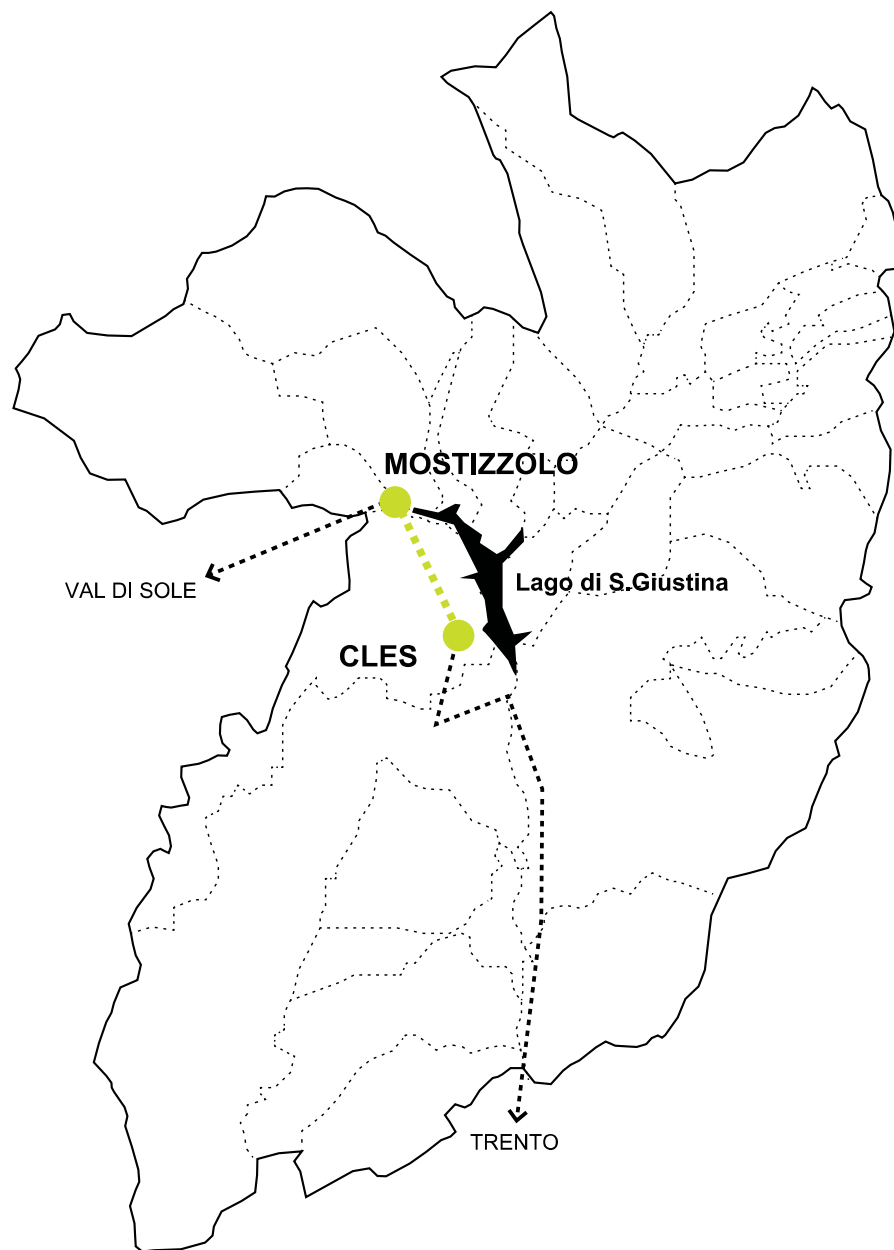 MOSTIZZOLO
VAL DI SOLE
Lago di S.Giustina
CLES
TRENTO